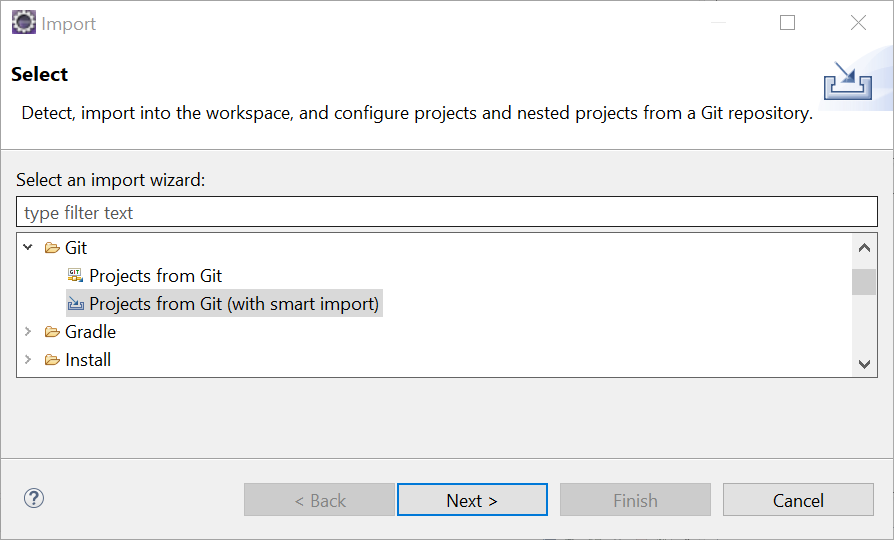 Import
Select
Detect, import into the workspace, and configure projects and nested projects from a Git repository.
Select an import wizard:
type filter text
Git
GIT
Projects from Git
Projects from Git (with smart import)
Gradle
Install
?
< Back
Next >
Finish
Cancel